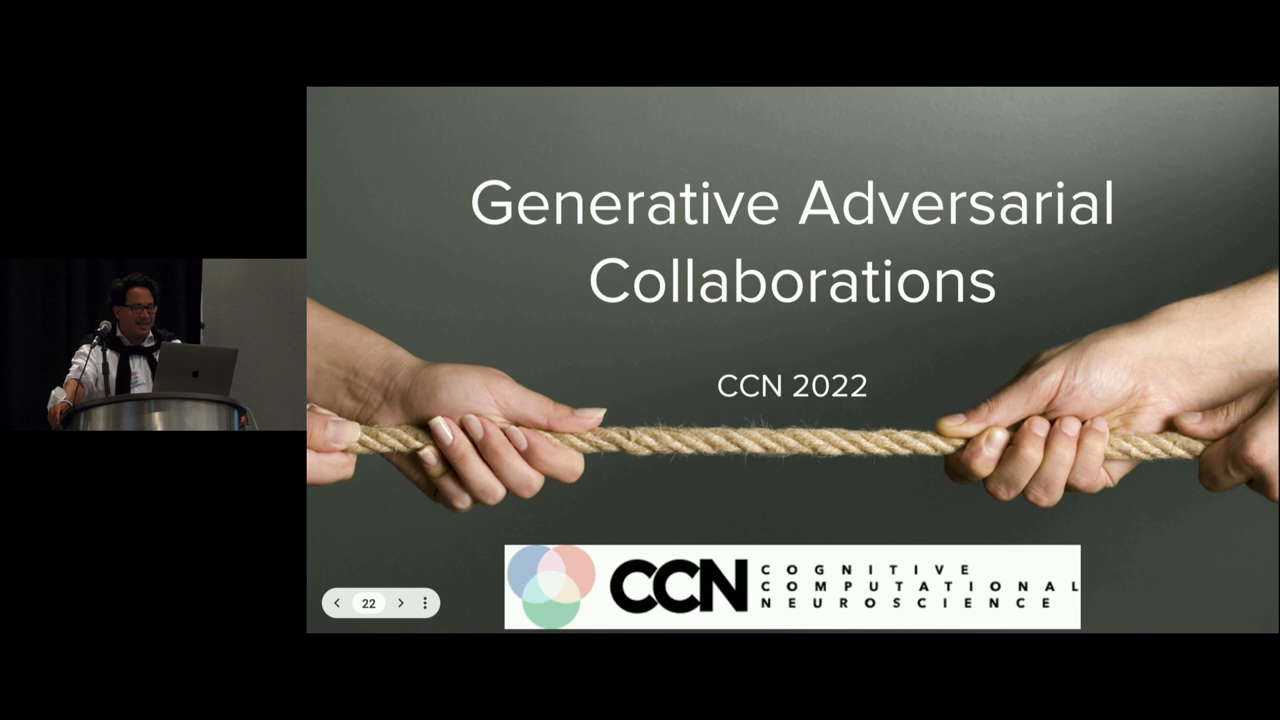 Generative Adversarial
Collaborations
CCN 2022
CCN
COGNITIVE
COMPUTATIONAL
NEUROSCIENCE
22